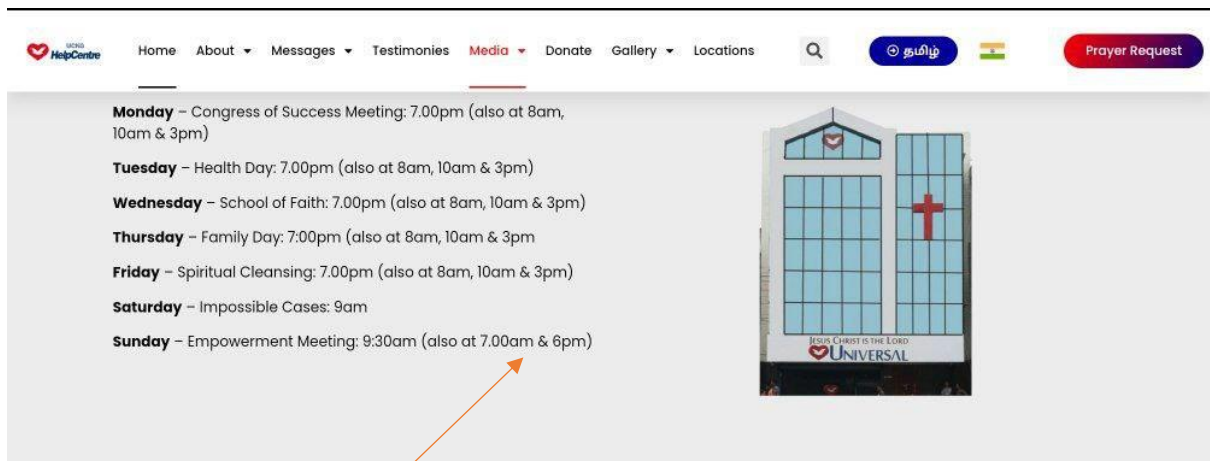 UCKG
HelpCentre
Home About Messages Testimonies Media Donate Gallery Locations
தமிழ்
Prayer Request
Monday – Congress of Success Meeting: 7.00pm (also at 8am,
10am & 3pm)
Tuesday – Health Day: 7.00pm (also at 8am, 10am & 3pm)
Wednesday – School of Faith: 7.00pm (also at 8am, 10am & 3pm)
Thursday – Family Day: 7:00pm (also at 8am, 10am & 3pm
Friday – Spiritual Cleansing: 7.00pm (also at 8am, 10am & 3pm)
Saturday – Impossible Cases: 9am
Sunday – Empowerment Meeting: 9:30am (also at 7.00am & 6pm)
JESUS CHRIST IS THE LORD
UNIVERSAL